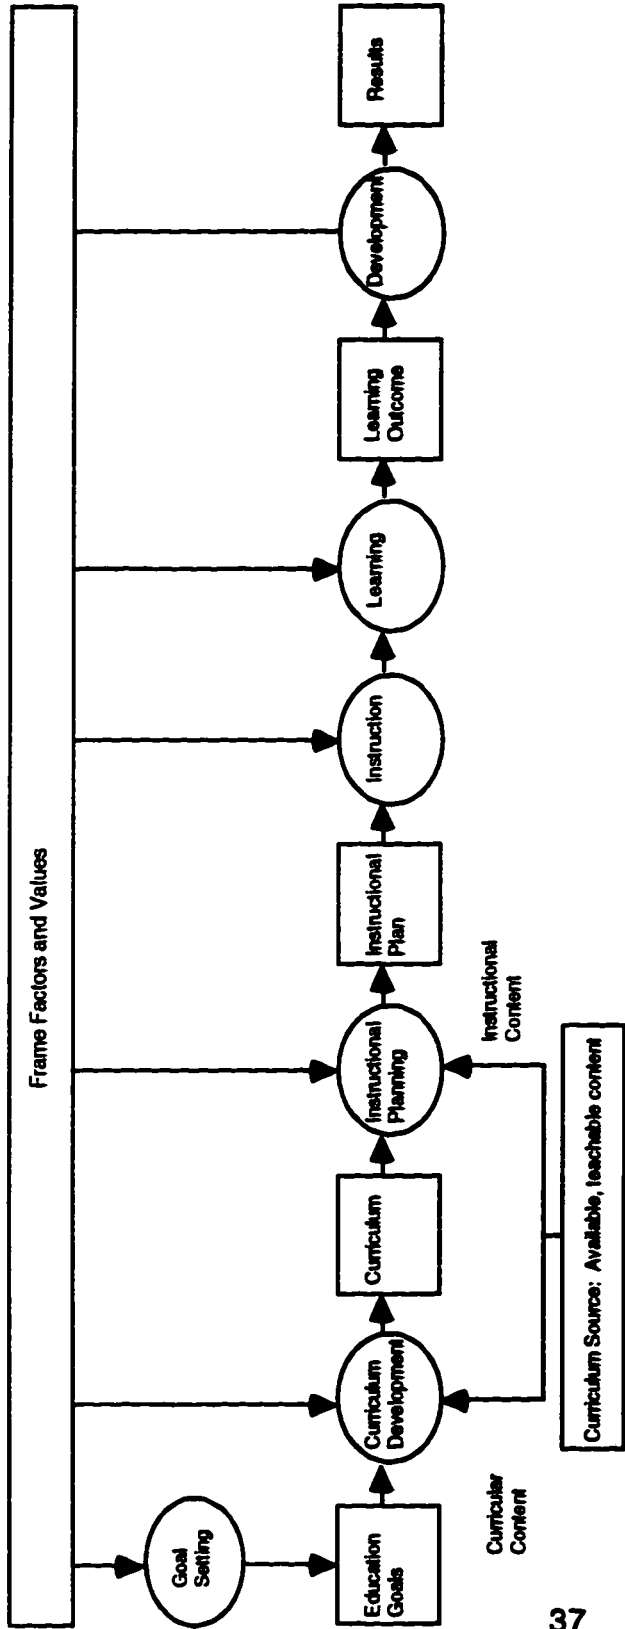 Frame Factors and Values
Goal
Setting
Education
Goals
Curriculum
Development
Curriculum
Instructional
Planning
Instructional
Plan
Instruction
Learning
Learning
Outcome
Development
Results
Curricular
Content
Instructional
Content
Curriculum Source: Available, teachable content
37